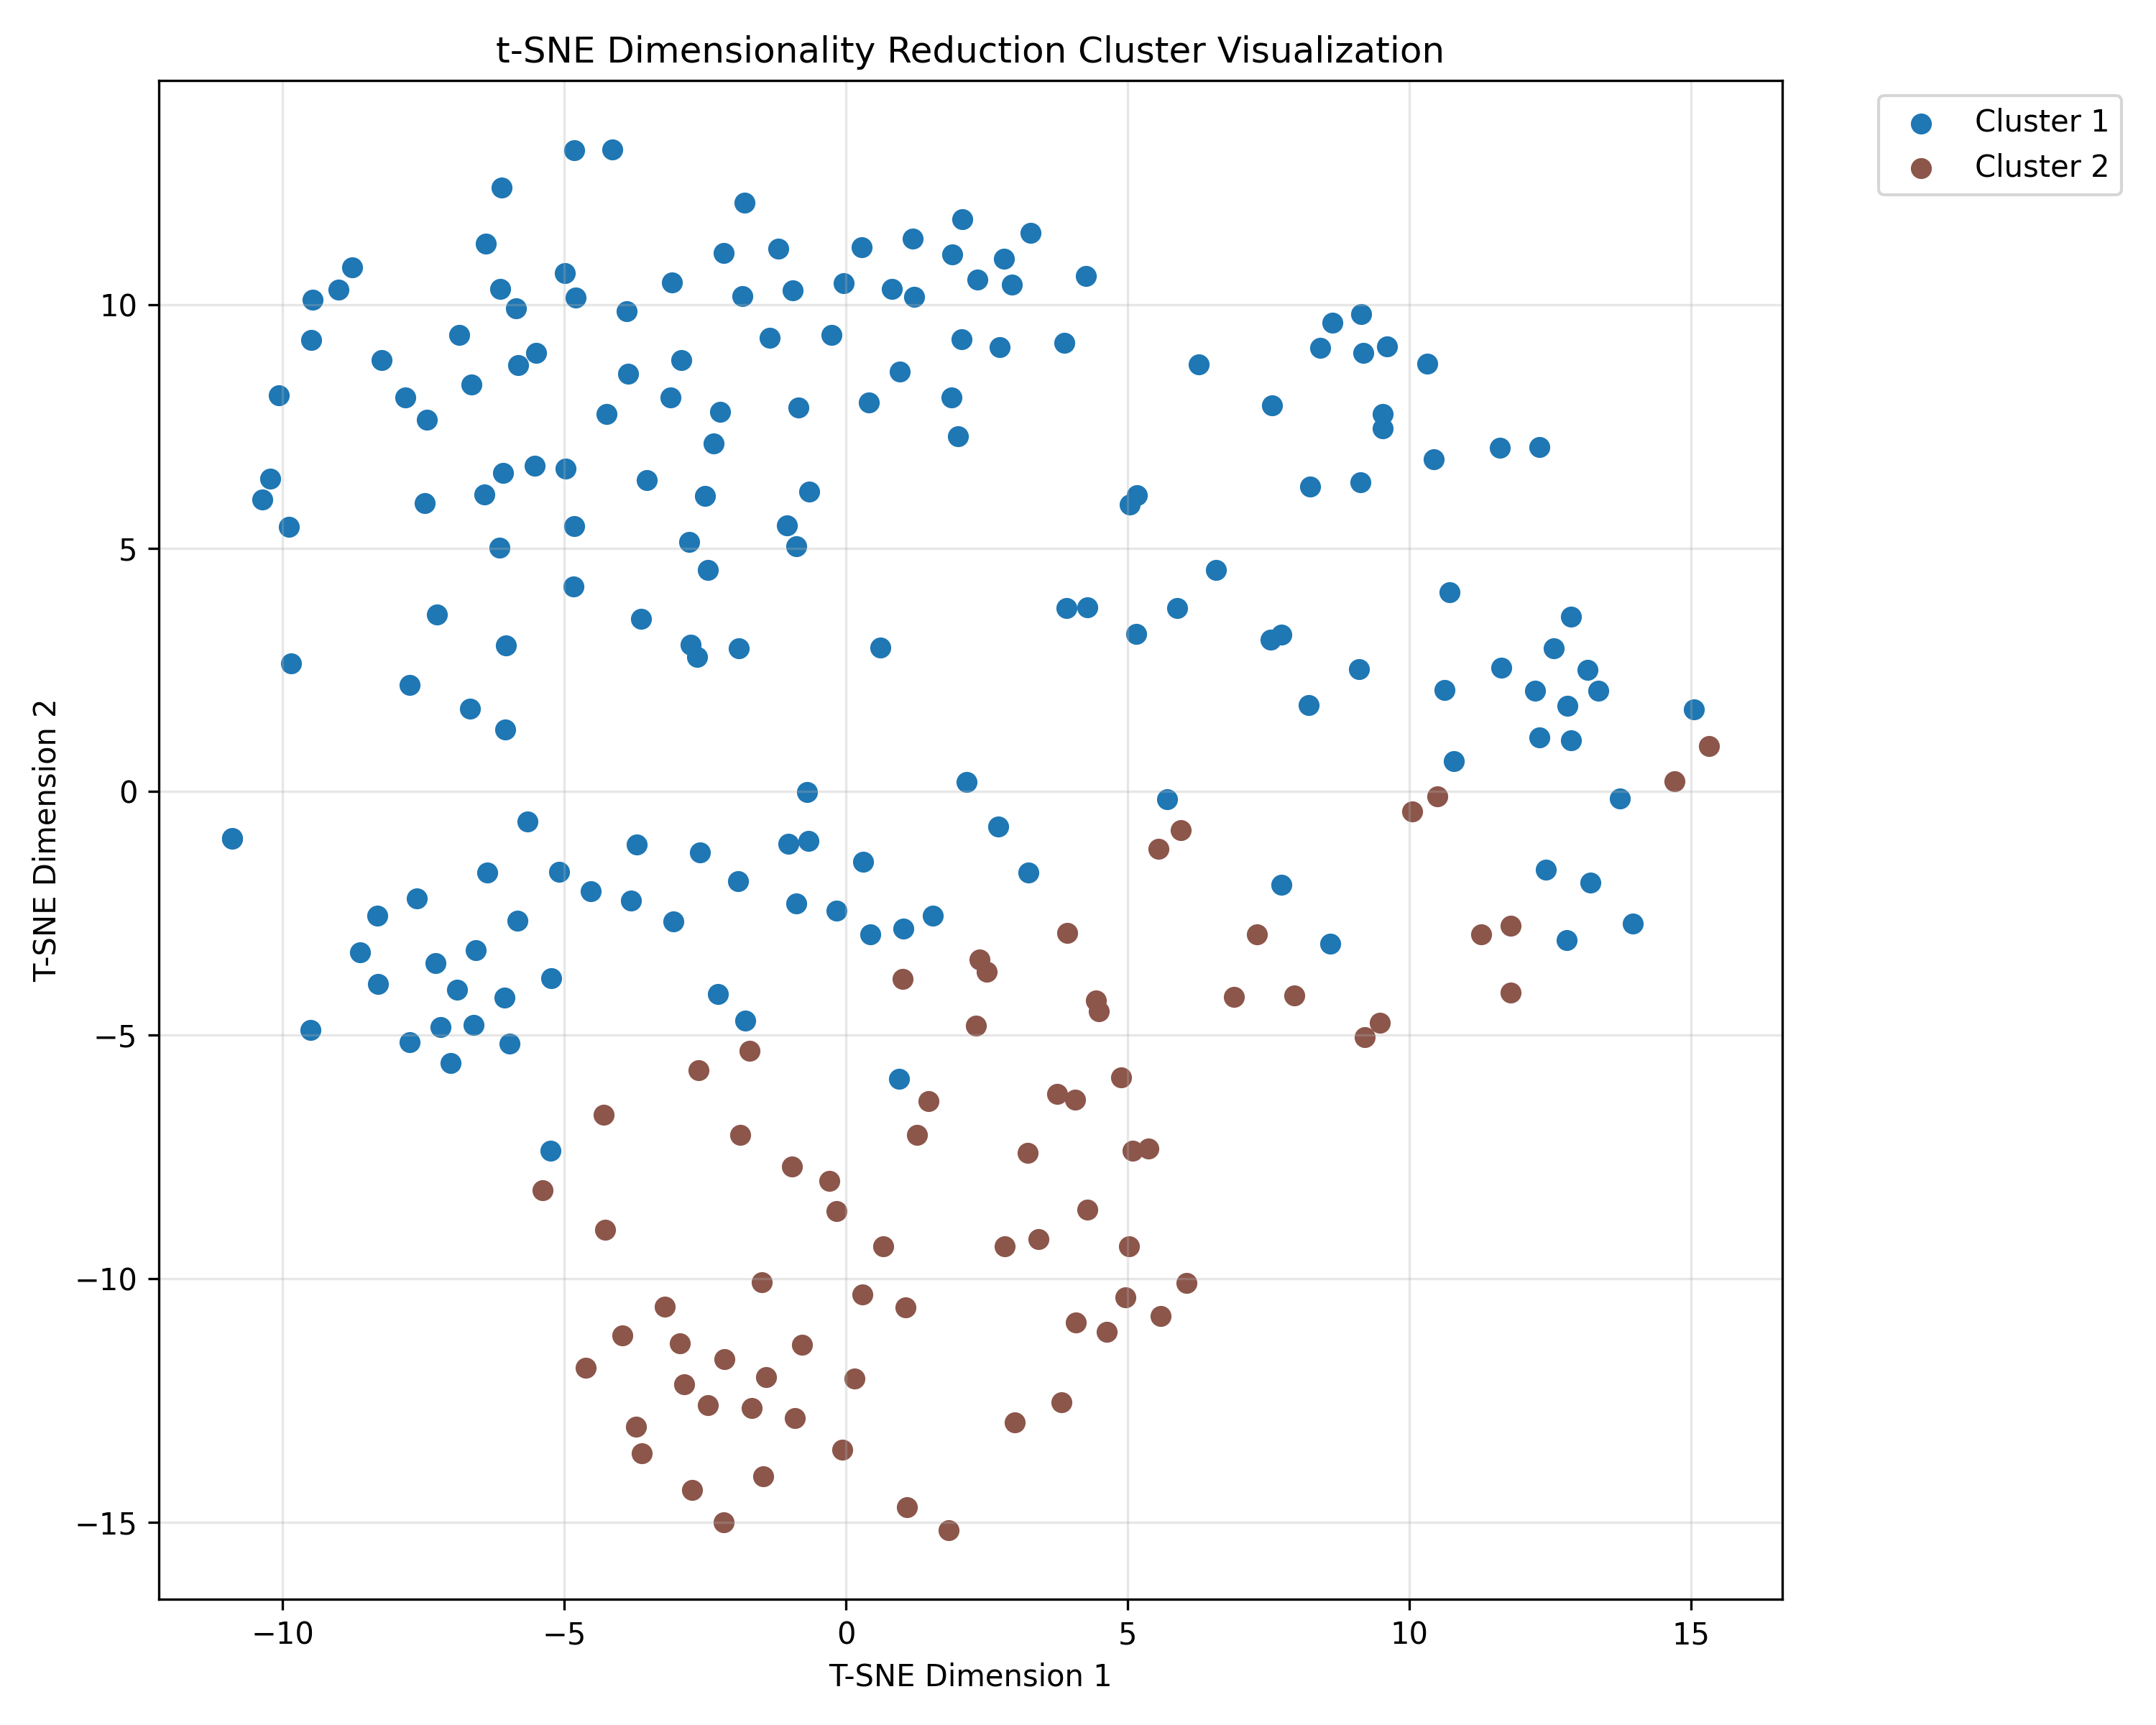 t-SNE Dimensionality Reduction Cluster Visualization
Cluster 1
Cluster 2
T-SNE Dimension 2
10
5
0
−5
−10
−15
−10
−5
0
5
10
15
T-SNE Dimension 1